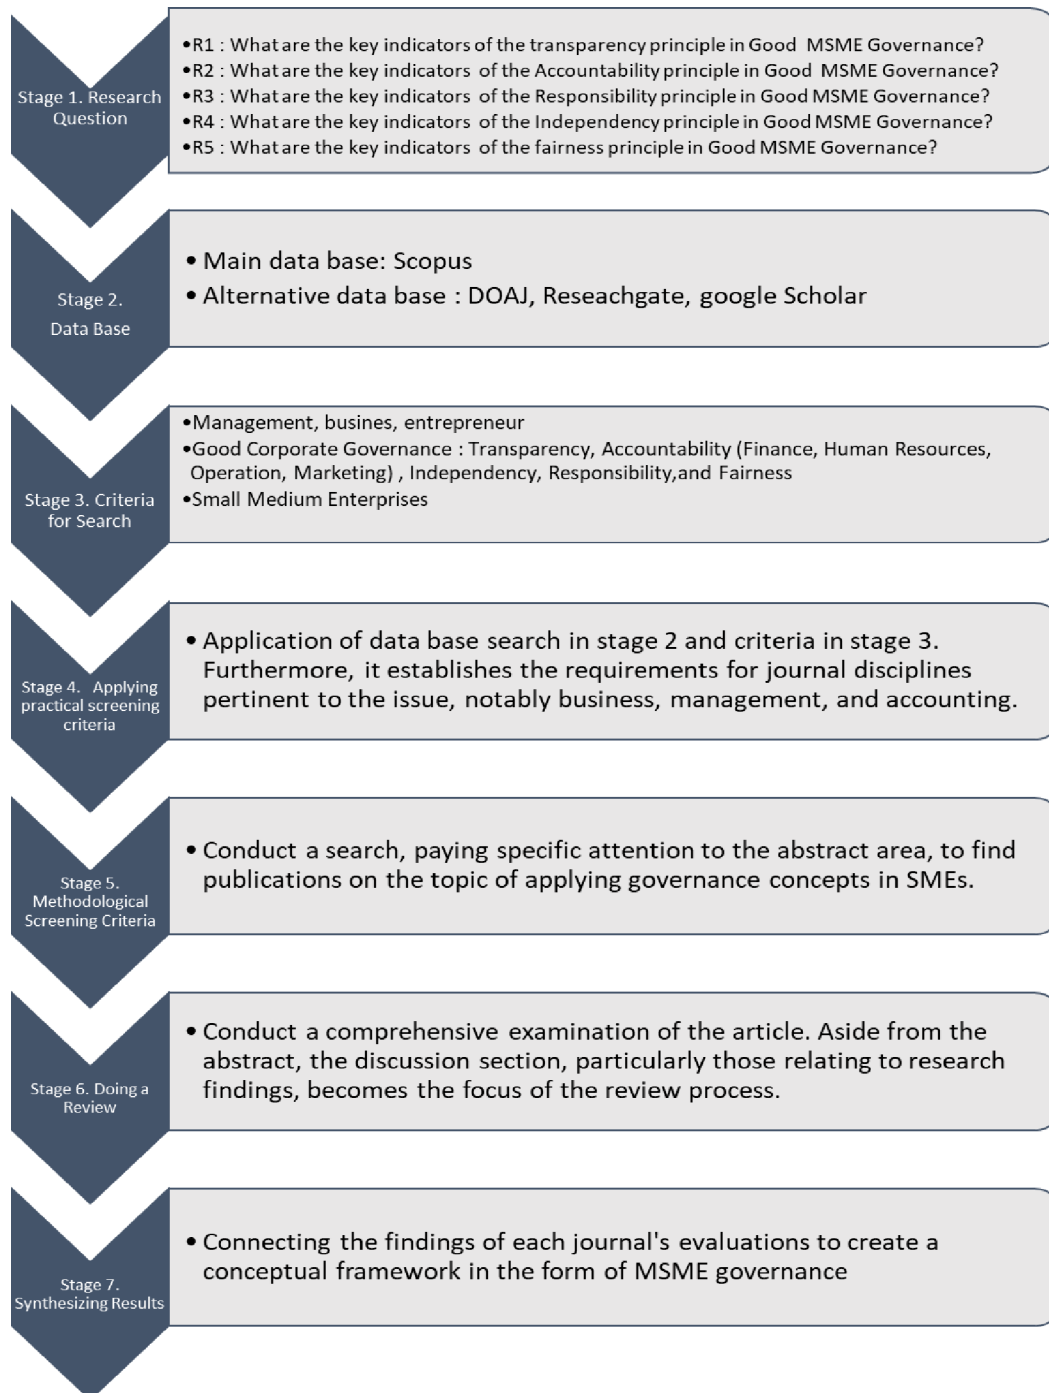 Stage 1. Research
Question
•R1 : What are the key indicators of the transparency principle in Good MSME Governance?
•R2 : What are the key indicators of the Accountability principle in Good MSME Governance?
•R3 : What are the key indicators of the Responsibility principle in Good MSME Governance?
•R4 : What are the key indicators of the Independency principle in Good MSME Governance?
•R5 : What are the key indicators of the fairness principle in Good MSME Governance?
Stage 2.
Data Base
• Main data base: Scopus
• Alternative data base : DOAJ, Reseachgate, google Scholar
Stage 3. Criteria
for Search
•Management, busines, entrepreneur
•Good Corporate Governance : Transparency, Accountability (Finance, Human Resources,
Operation, Marketing) , Independency, Responsibility,and Fairness
•Small Medium Enterprises
Stage 4. Applying
practical screening
criteria
• Application of data base search in stage 2 and criteria in stage 3.
Furthermore, it establishes the requirements for journal disciplines
pertinent to the issue, notably business, management, and accounting.
Stage 5.
Methodological
Screening Criteria
• Conduct a search, paying specific attention to the abstract area, to find
publications on the topic of applying governance concepts in SMEs.
Stage 6. Doing a
Review
• Conduct a comprehensive examination of the article. Aside from the
abstract, the discussion section, particularly those relating to research
findings, becomes the focus of the review process.
Stage 7.
Synthesizing Results
• Connecting the findings of each journal's evaluations to create a
conceptual framework in the form of MSME governance